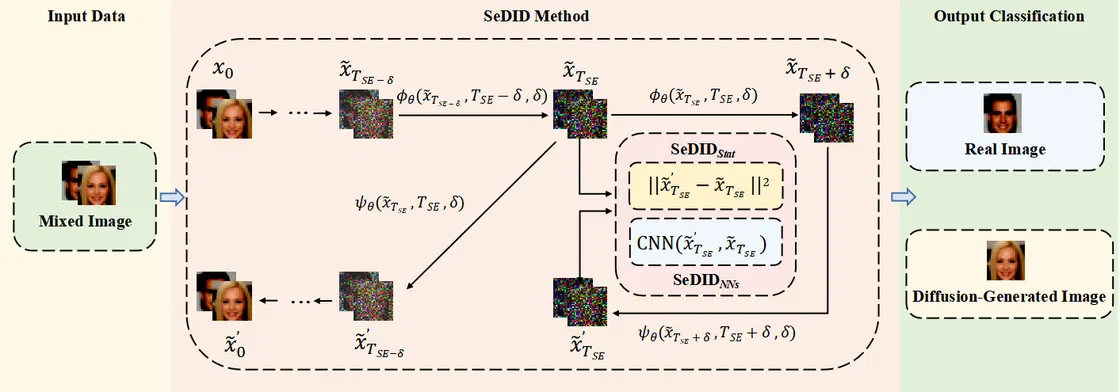 Input Data
SeDID Method
Output Classification
Mixed Image
x₀
x̃_{T_{SE-δ}}
ϕ_θ(x̃_{T_{SE-δ}}, T_{SE} − δ, δ)
x̃_{T_{SE}}
ϕ_θ(x̃_{T_{SE}}, T_{SE}, δ)
x̃_{T_{SE}+δ}
SeDID_{Stat}
||x̃'_{T_{SE}} − x̃_{T_{SE}}||²
CNN(x̃'_{T_{SE}}, x̃_{T_{SE}})
SeDID_{NNs}
ψ_θ(x̃_{T_{SE}}, T_{SE}, δ)
x̃'₀
x̃'_{T_{SE}-δ}
x̃'_{T_{SE}}
ψ_θ(x̃_{T_{SE}+δ}, T_{SE} + δ, δ)
Real Image
Diffusion-Generated Image